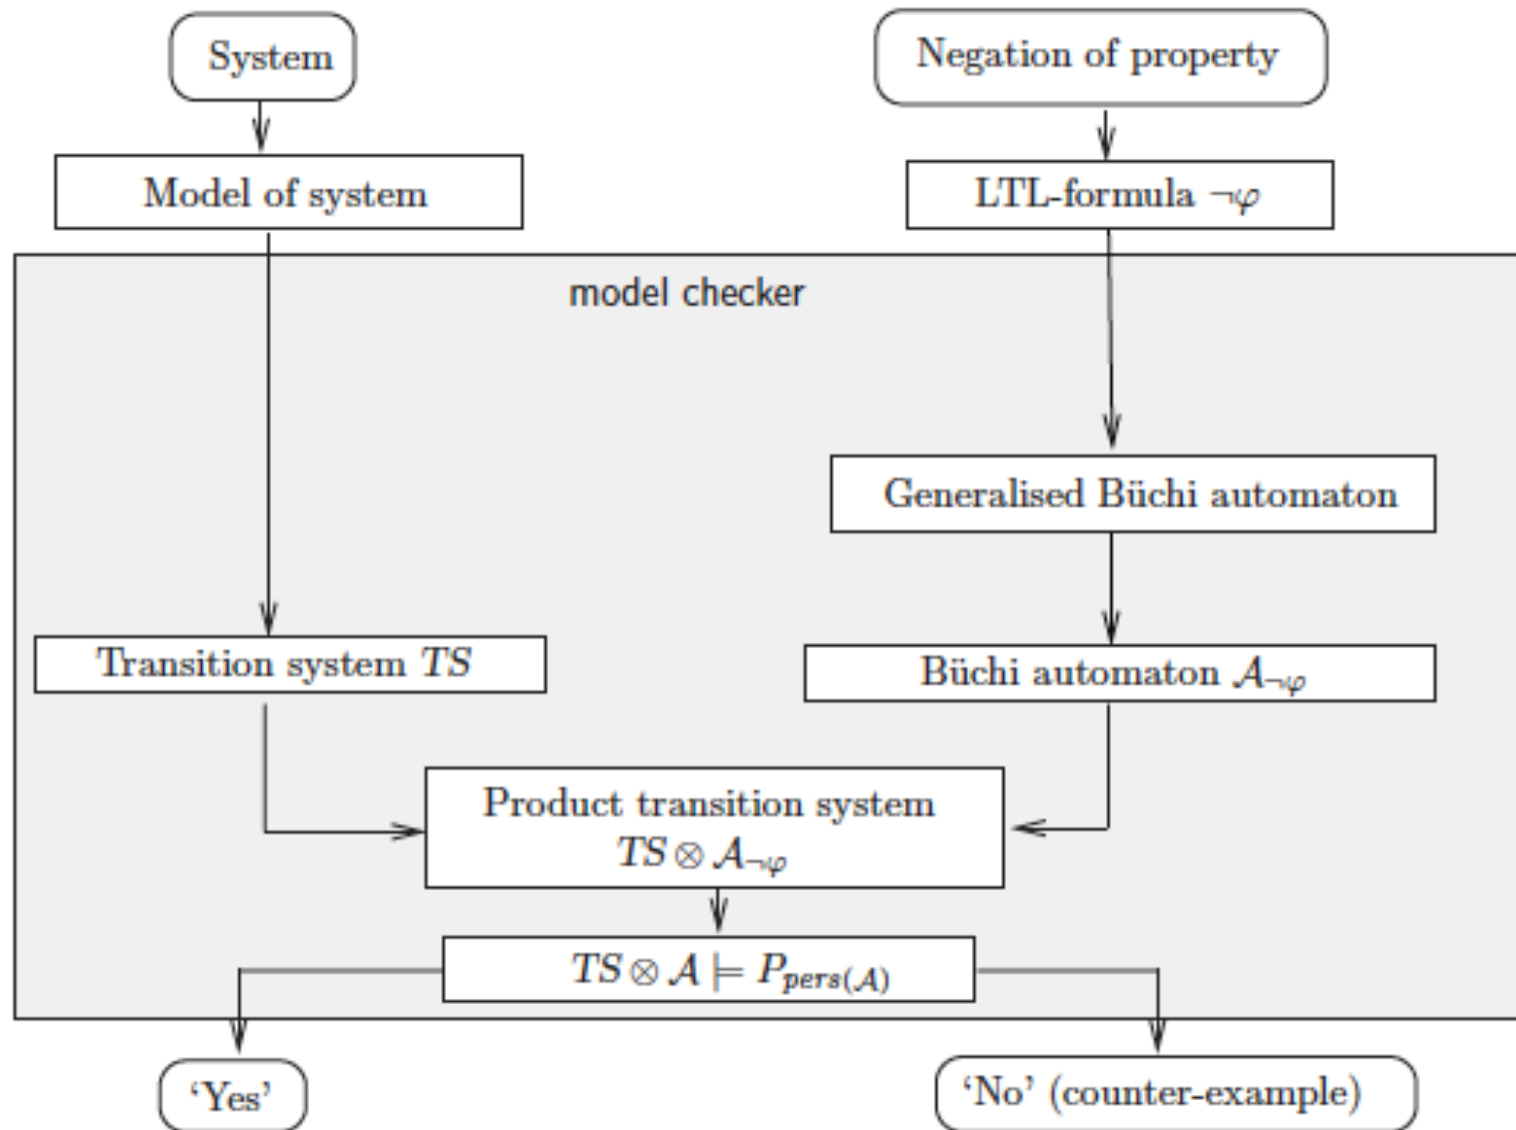 System
Negation of property
Model of system
LTL-formula ¬φ
model checker
Generalised Büchi automaton
Transition system TS
Büchi automaton 𝒜¬φ
Product transition system
TS ⊗ 𝒜¬φ
TS ⊗ 𝒜 ⊨ Ppers(𝒜)
‘Yes’
‘No’ (counter-example)